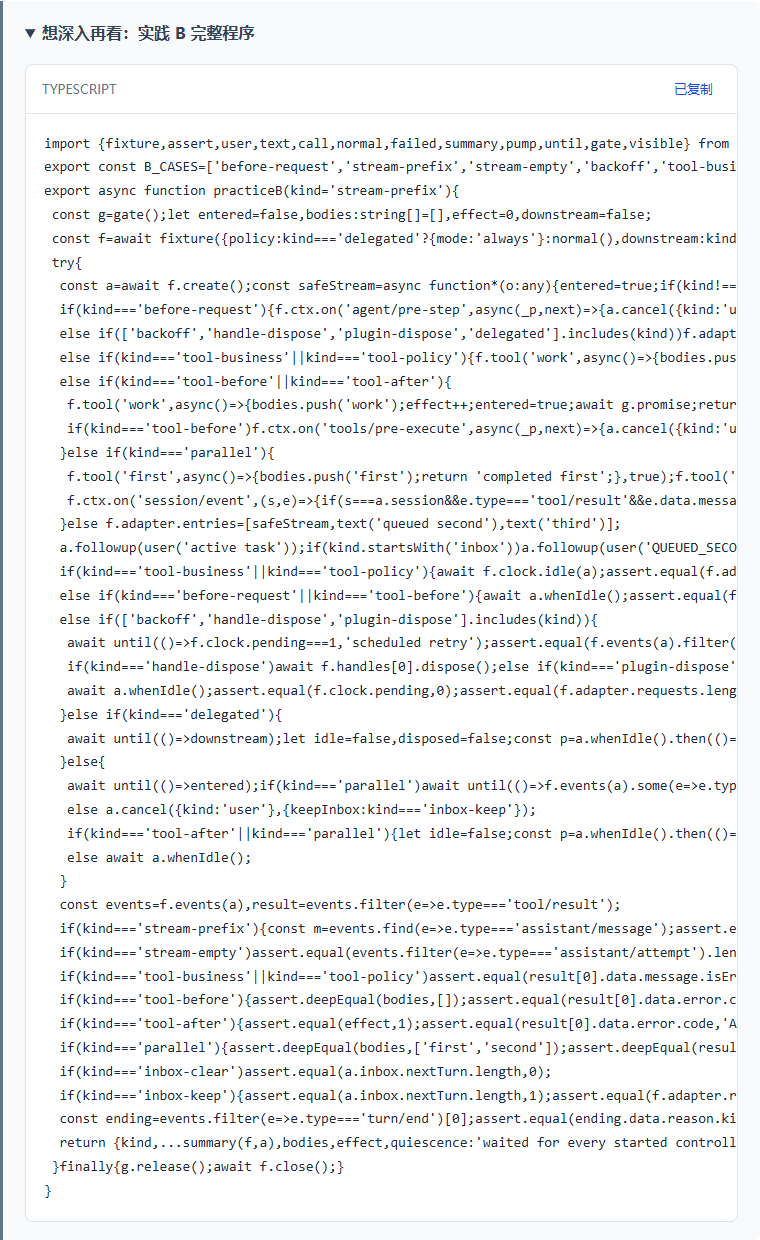 ▼ 想深入再看：实践 B 完整程序
TYPESCRIPT
已复制
import {fixture,assert,user,text,call,normal,failed,summary,pump,until,gate,visible} from
export const B_CASES=['before-request','stream-prefix','stream-empty','backoff','tool-busi
export async function practiceB(kind='stream-prefix'){
 const g=gate();let entered=false,bodies:string[]=[],effect=0,downstream=false;
 const f=await fixture({policy:kind==='delegated'?{mode:'always'}:normal(),downstream:kind
 try{
  const a=await f.create();const safeStream=async function*(o:any){entered=true;if(kind!==
  if(kind==='before-request'){f.ctx.on('agent/pre-step',async(_p,next)=>{a.cancel({kind:'u
  else if(['backoff','handle-dispose','plugin-dispose','delegated'].includes(kind))f.adapt
  else if(kind==='tool-business'||kind==='tool-policy'){f.tool('work',async()=>{bodies.pus
  else if(kind==='tool-before'||kind==='tool-after'){
   f.tool('work',async()=>{bodies.push('work');effect++;entered=true;await g.promise;retur
   if(kind==='tool-before')f.ctx.on('tools/pre-execute',async(_p,next)=>{a.cancel({kind:'u
  }else if(kind==='parallel'){
   f.tool('first',async()=>{bodies.push('first');return 'completed first';},true);f.tool('
   f.ctx.on('session/event',(s,e)=>{if(s===a.session&&e.type==='tool/result'&&e.data.messa
  }else f.adapter.entries=[safeStream,text('queued second'),text('third')];
  a.followup(user('active task'));if(kind.startsWith('inbox'))a.followup(user('QUEUED_SECO
  if(kind==='tool-business'||kind==='tool-policy'){await f.clock.idle(a);assert.equal(f.ad
  else if(kind==='before-request'||kind==='tool-before'){await a.whenIdle();assert.equal(f
  else if(['backoff','handle-dispose','plugin-dispose'].includes(kind)){
   await until(()=>f.clock.pending===1,'scheduled retry');assert.equal(f.events(a).filter(
   if(kind==='handle-dispose')await f.handles[0].dispose();else if(kind==='plugin-dispose'
   await a.whenIdle();assert.equal(f.clock.pending,0);assert.equal(f.adapter.requests.leng
  }else if(kind==='delegated'){
   await until(()=>downstream);let idle=false,disposed=false;const p=a.whenIdle().then(()=
  }else{
   await until(()=>entered);if(kind==='parallel')await until(()=>f.events(a).some(e=>e.typ
   else a.cancel({kind:'user'},{keepInbox:kind==='inbox-keep'});
   if(kind==='tool-after'||kind==='parallel'){let idle=false;const p=a.whenIdle().then(()=
   else await a.whenIdle();
  }
  const events=f.events(a),result=events.filter(e=>e.type==='tool/result');
  if(kind==='stream-prefix'){const m=events.find(e=>e.type==='assistant/message');assert.e
  if(kind==='stream-empty')assert.equal(events.filter(e=>e.type==='assistant/attempt').len
  if(kind==='tool-business'||kind==='tool-policy')assert.equal(result[0].data.message.isEr
  if(kind==='tool-before'){assert.deepEqual(bodies,[]);assert.equal(result[0].data.error.c
  if(kind==='tool-after'){assert.equal(effect,1);assert.equal(result[0].data.error.code,'A
  if(kind==='parallel'){assert.deepEqual(bodies,['first','second']);assert.deepEqual(resul
  if(kind==='inbox-clear')assert.equal(a.inbox.nextTurn.length,0);
  if(kind==='inbox-keep'){assert.equal(a.inbox.nextTurn.length,1);assert.equal(f.adapter.r
  const ending=events.filter(e=>e.type==='turn/end')[0];assert.equal(ending.data.reason.ki
  return {kind,...summary(f,a),bodies,effect,quiescence:'waited for every started controll
 }finally{g.release();await f.close();}
}